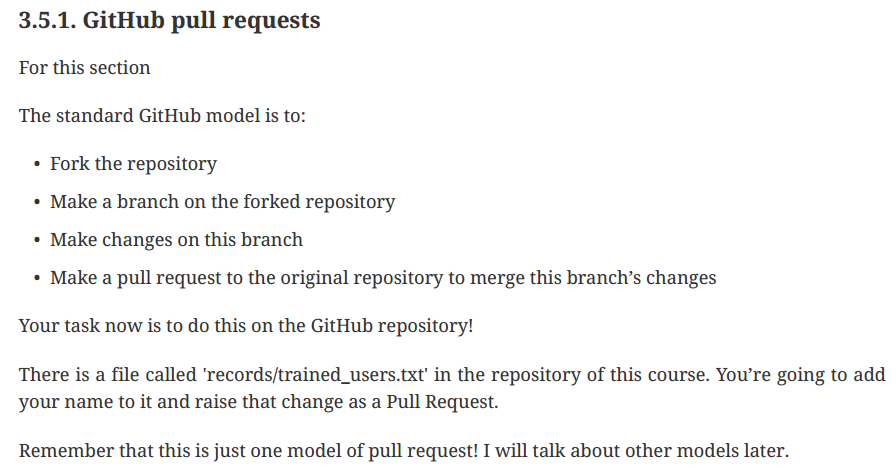 3.5.1. GitHub pull requests
For this section
The standard GitHub model is to:
• Fork the repository
• Make a branch on the forked repository
• Make changes on this branch
• Make a pull request to the original repository to merge this branch’s changes
Your task now is to do this on the GitHub repository!
There is a file called 'records/trained_users.txt' in the repository of this course. You’re going to add
your name to it and raise that change as a Pull Request.
Remember that this is just one model of pull request! I will talk about other models later.